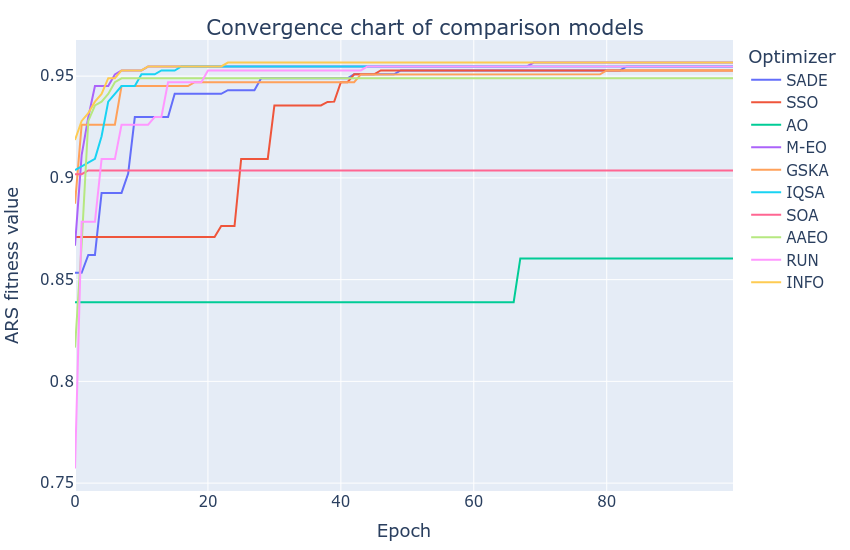 Convergence chart of comparison models
ARS fitness value
0.95
0.9
0.85
0.8
0.75
0
20
40
60
80
Epoch
Optimizer
SADE
SSO
AO
M-EO
GSKA
IQSA
SOA
AAEO
RUN
INFO